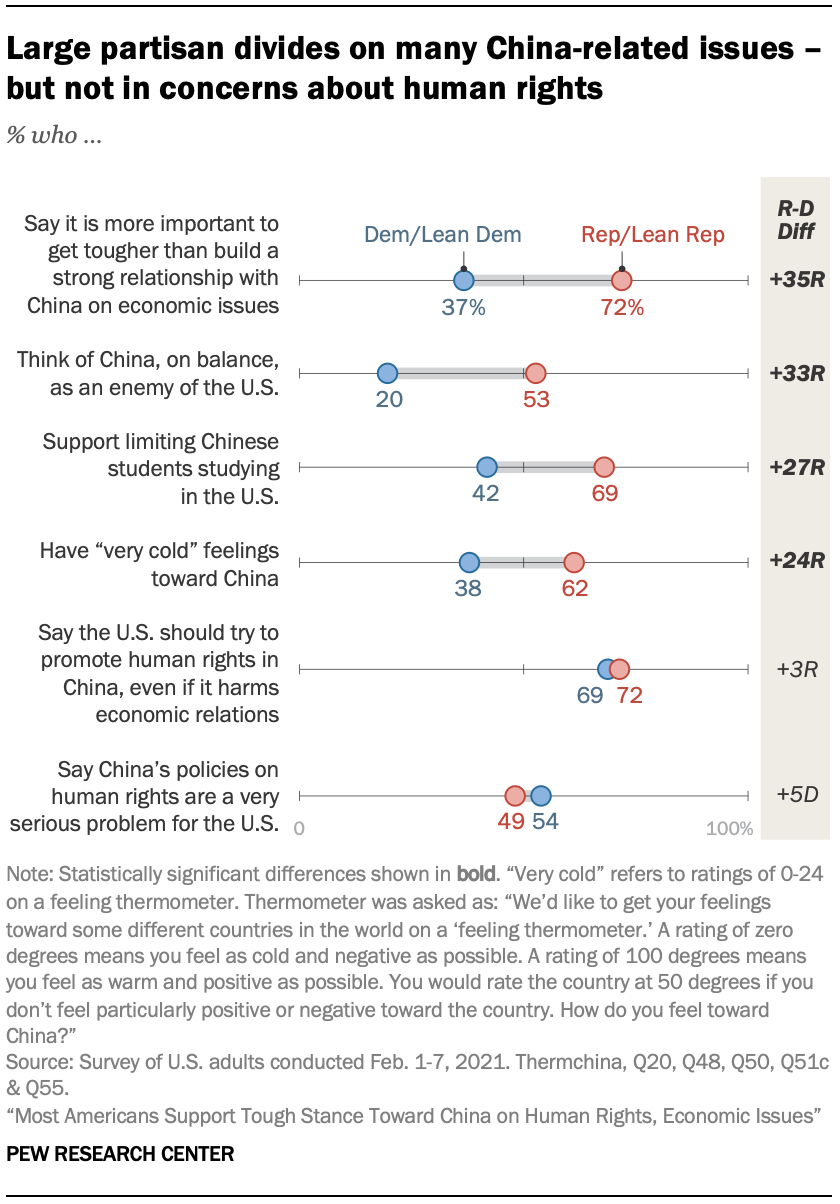 Large partisan divides on many China-related issues –
but not in concerns about human rights
% who ...
R-D
Diff
Say it is more important to
get tougher than build a
strong relationship with
China on economic issues
Dem/Lean Dem
Rep/Lean Rep
37%
72%
+35R
Think of China, on balance,
as an enemy of the U.S.
20
53
+33R
Support limiting Chinese
students studying
in the U.S.
42
69
+27R
Have “very cold” feelings
toward China
38
62
+24R
Say the U.S. should try to
promote human rights in
China, even if it harms
economic relations
69
72
+3R
Say China’s policies on
human rights are a very
serious problem for the U.S.
49
54
+5D
0
100%
Note: Statistically significant differences shown in bold. “Very cold” refers to ratings of 0-24
on a feeling thermometer. Thermometer was asked as: “We’d like to get your feelings
toward some different countries in the world on a ‘feeling thermometer.’ A rating of zero
degrees means you feel as cold and negative as possible. A rating of 100 degrees means
you feel as warm and positive as possible. You would rate the country at 50 degrees if you
don’t feel particularly positive or negative toward the country. How do you feel toward
China?”
Source: Survey of U.S. adults conducted Feb. 1-7, 2021. Thermchina, Q20, Q48, Q50, Q51c
& Q55.
“Most Americans Support Tough Stance Toward China on Human Rights, Economic Issues”
PEW RESEARCH CENTER